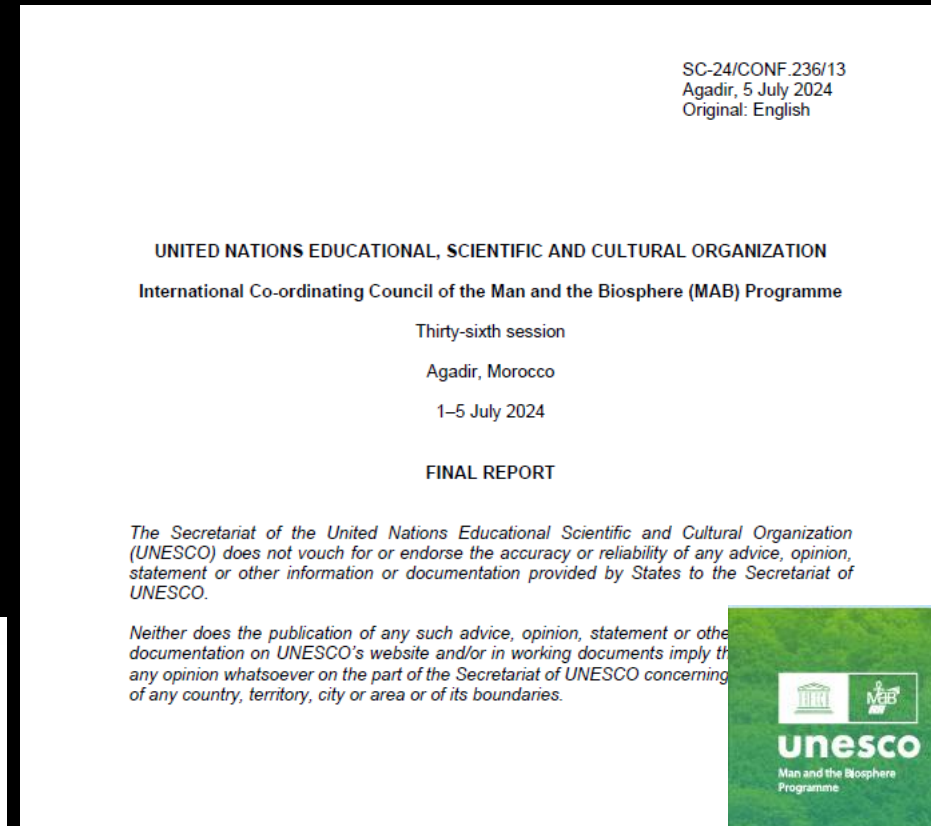 SC-24/CONF.236/13
Agadir, 5 July 2024
Original: English
UNITED NATIONS EDUCATIONAL, SCIENTIFIC AND CULTURAL ORGANIZATION
International Co-ordinating Council of the Man and the Biosphere (MAB) Programme
Thirty-sixth session
Agadir, Morocco
1–5 July 2024
FINAL REPORT
The Secretariat of the United Nations Educational Scientific and Cultural Organization
(UNESCO) does not vouch for or endorse the accuracy or reliability of any advice, opinion,
statement or other information or documentation provided by States to the Secretariat of
UNESCO.
Neither does the publication of any such advice, opinion, statement or othe
documentation on UNESCO's website and/or in working documents imply th
any opinion whatsoever on the part of the Secretariat of UNESCO concerning
of any country, territory, city or area or of its boundaries.
MAB
unesco
Man and the Biosphere
Programme